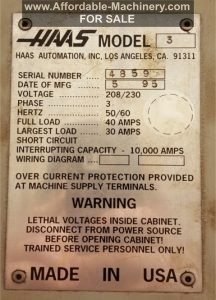 www.Affordable-Machinery.com
FOR SALE
HAAS MODEL 3
HAAS AUTOMATION, INC, LOS ANGELES, CA. 91311
SERIAL NUMBER 4859
DATE OF MFG 5 95
VOLTAGE 208/230
PHASE 3
HERTZ 50/60
FULL LOAD 40 AMPS
LARGEST LOAD 30 AMPS
SHORT CIRCUIT
INTERRUPTING CAPACITY - 10,000 AMPS
WIRING DIAGRAM
OVER CURRENT PROTECTION PROVIDED
AT MACHINE SUPPLY TERMINALS.
WARNING
LETHAL VOLTAGES INSIDE CABINET.
DISCONNECT FROM POWER SOURCE
BEFORE OPENING CABINET!
TRAINED SERVICE PERSONNEL ONLY!
MADE IN USA